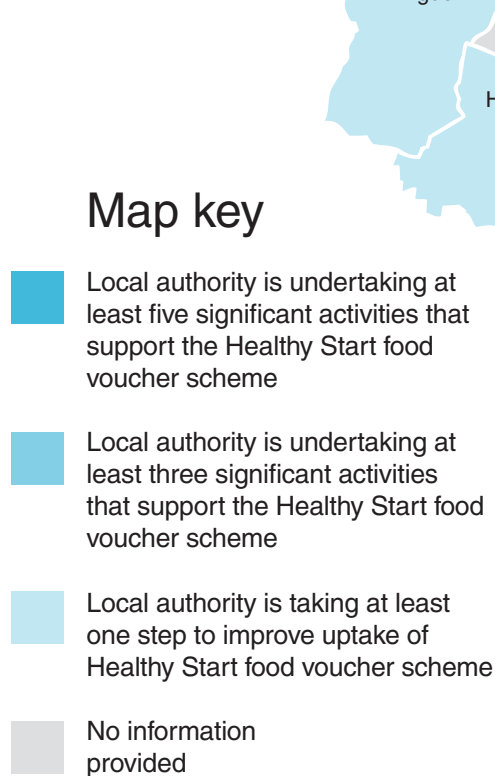 Map key
Local authority is undertaking at
least five significant activities that
support the Healthy Start food
voucher scheme
Local authority is undertaking at
least three significant activities
that support the Healthy Start food
voucher scheme
Local authority is taking at least
one step to improve uptake of
Healthy Start food voucher scheme
No information
provided